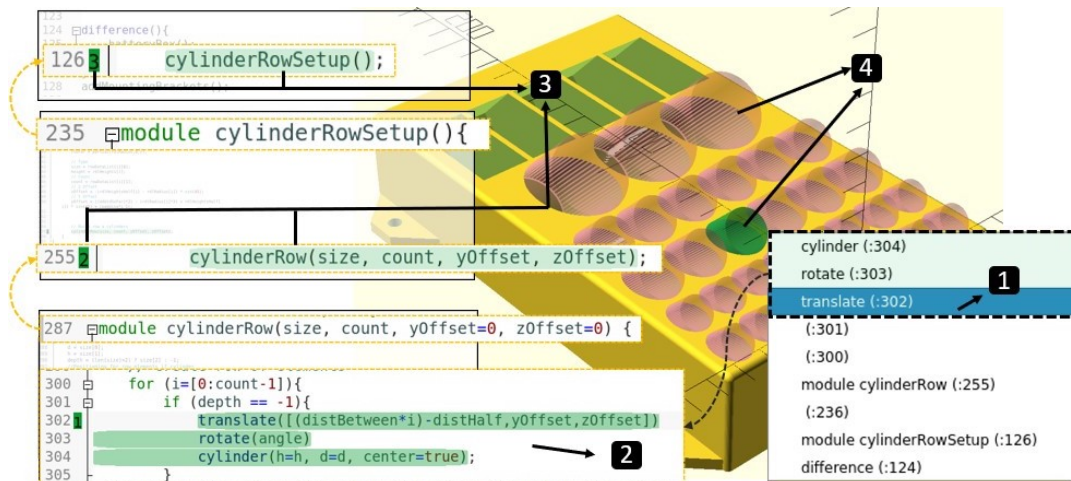 123
124 difference(){
126 3 cylinderRowSetup();
128
3
4
235 module cylinderRowSetup(){
255 2 cylinderRow(size, count, yOffset, zOffset);
287 module cylinderRow(size, count, yOffset=0, zOffset=0) {
300 for (i=[0:count-1]){
301 if (depth == -1){
302 1 translate([(distBetween*i)-distHalf,yOffset,zOffset])
303 rotate(angle)
304 cylinder(h=h, d=d, center=true);
305 }
2
cylinder (:304)
rotate (:303)
1
translate (:302)
(:301)
(:300)
module cylinderRow (:255)
(:236)
module cylinderRowSetup (:126)
difference (:124)